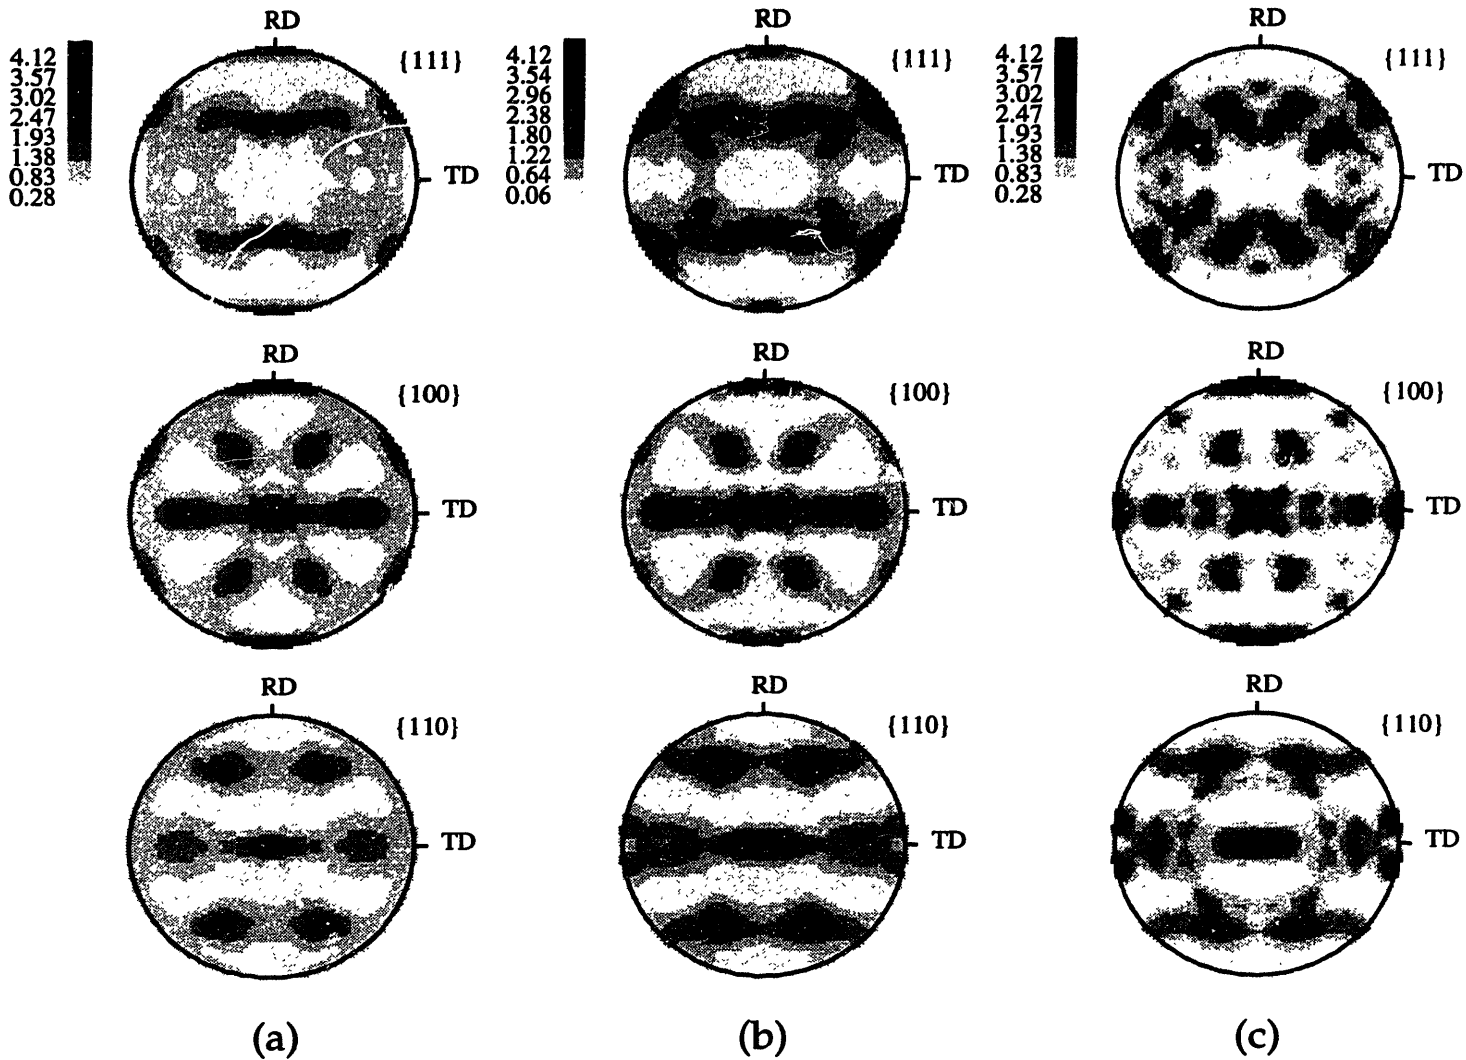 RD RD RD
{111} {111} {111}
4.12 4.12 4.12
3.57 3.54 3.57
3.02 2.96 3.02
2.47 2.38 2.47
1.93 1.80 1.93
1.38 1.22 1.38
0.83 0.64 0.83
0.28 0.06 0.28
TD TD TD
RD RD RD
{100} {100} {100}
TD TD TD
RD RD RD
{110} {110} {110}
TD TD TD
(a) (b) (c)